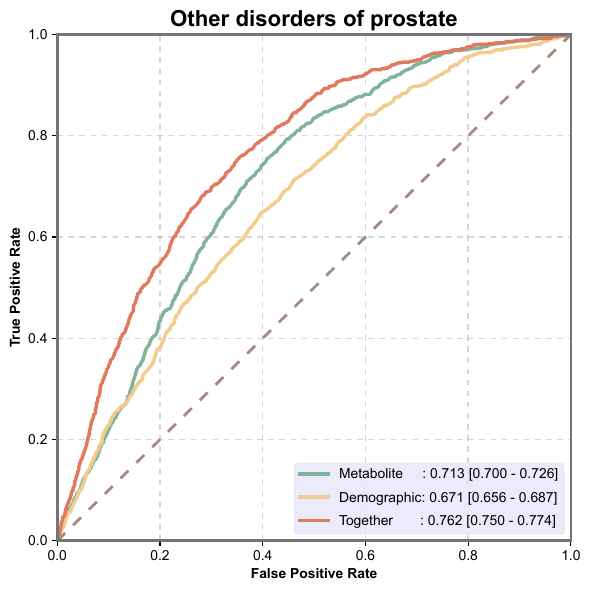 Other disorders of prostate
1.0
0.8
0.6
0.4
0.2
0.0
True Positive Rate
Metabolite : 0.713 [0.700 - 0.726]
Demographic: 0.671 [0.656 - 0.687]
Together : 0.762 [0.750 - 0.774]
0.0 0.2 0.4 0.6 0.8 1.0
False Positive Rate